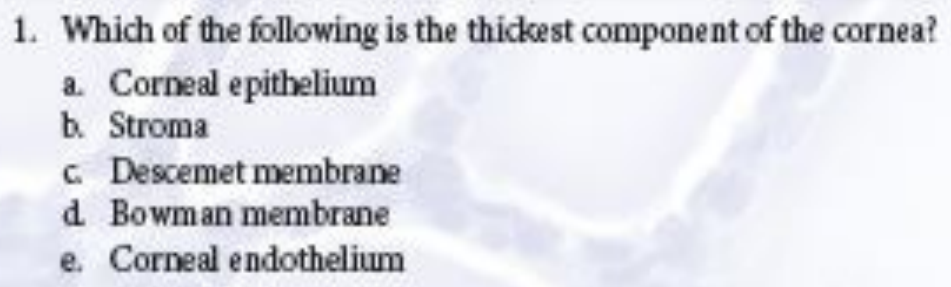 1. Which of the following is the thickest component of the cornea?
a. Corneal epithelium
b. Stroma
c. Descemet membrane
d. Bowman membrane
e. Corneal endothelium